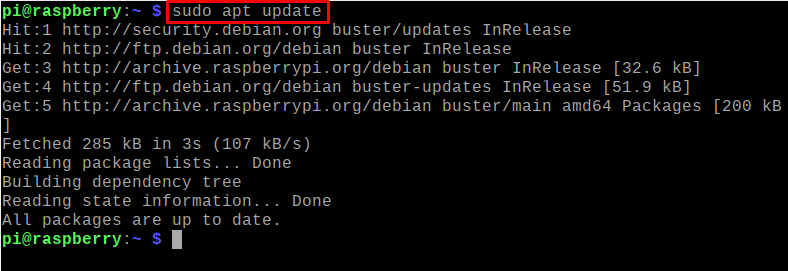 pi@raspberry:~ $ sudo apt update
Hit:1 http://security.debian.org buster/updates InRelease
Hit:2 http://ftp.debian.org/debian buster InRelease
Get:3 http://archive.raspberrypi.org/debian buster InRelease [32.6 kB]
Get:4 http://ftp.debian.org/debian buster-updates InRelease [51.9 kB]
Get:5 http://archive.raspberrypi.org/debian buster/main amd64 Packages [200 kB
]
Fetched 285 kB in 3s (107 kB/s)
Reading package lists... Done
Building dependency tree
Reading state information... Done
All packages are up to date.
pi@raspberry:~ $